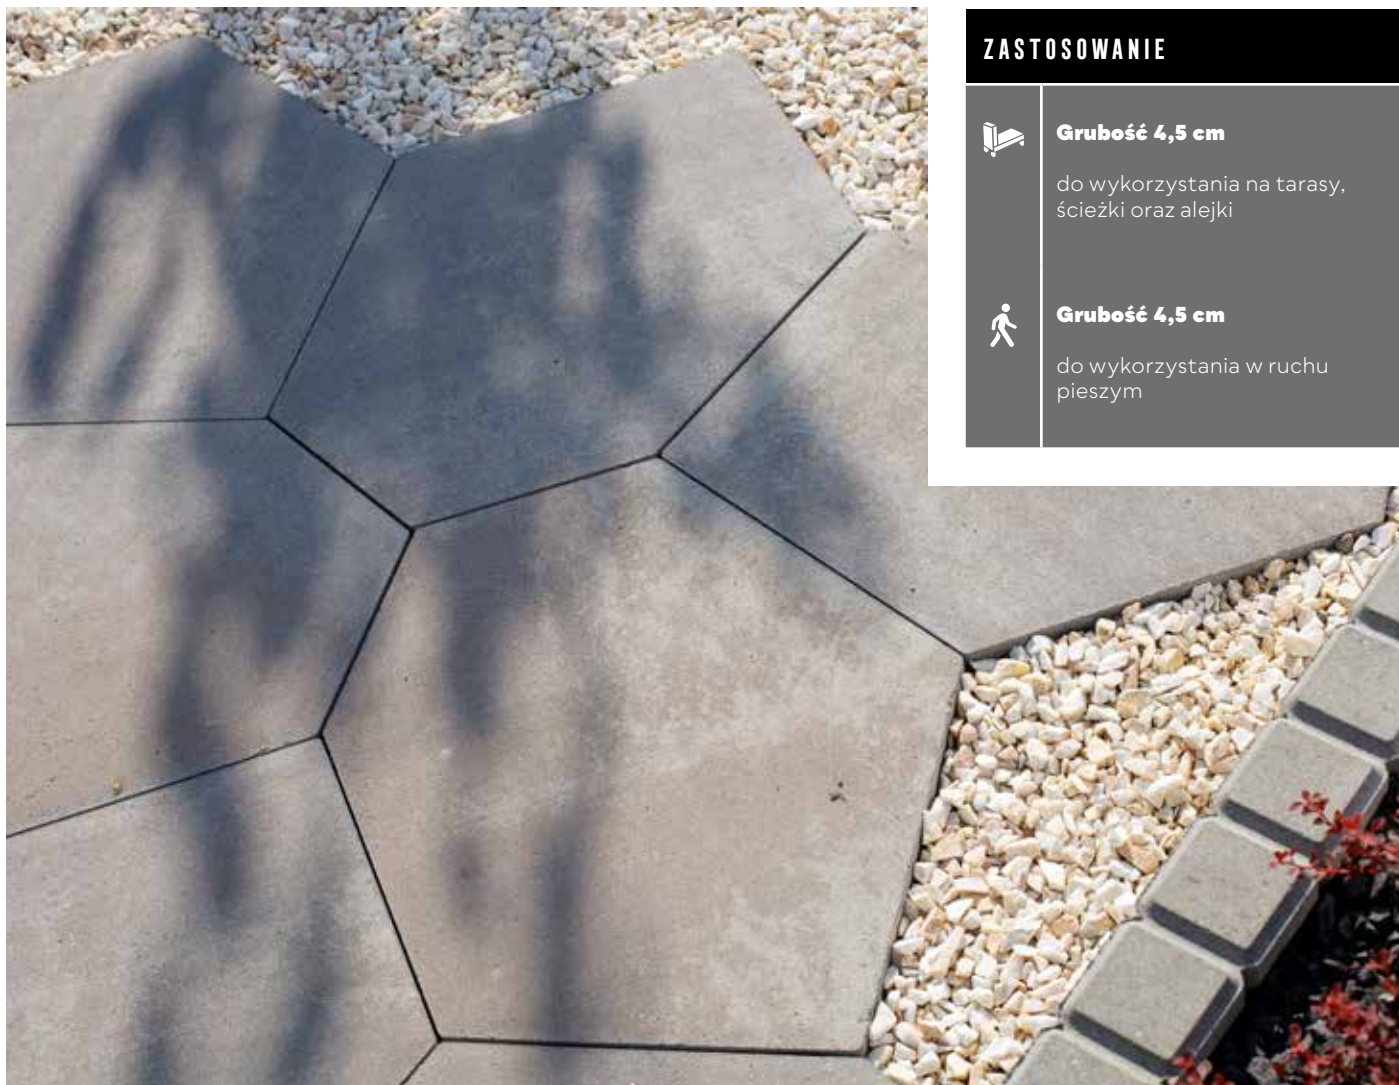 ZASTOSOWANIE
Grubość 4,5 cm
do wykorzystania na tarasy,
ścieżki oraz alejki
Grubość 4,5 cm
do wykorzystania w ruchu
pieszym